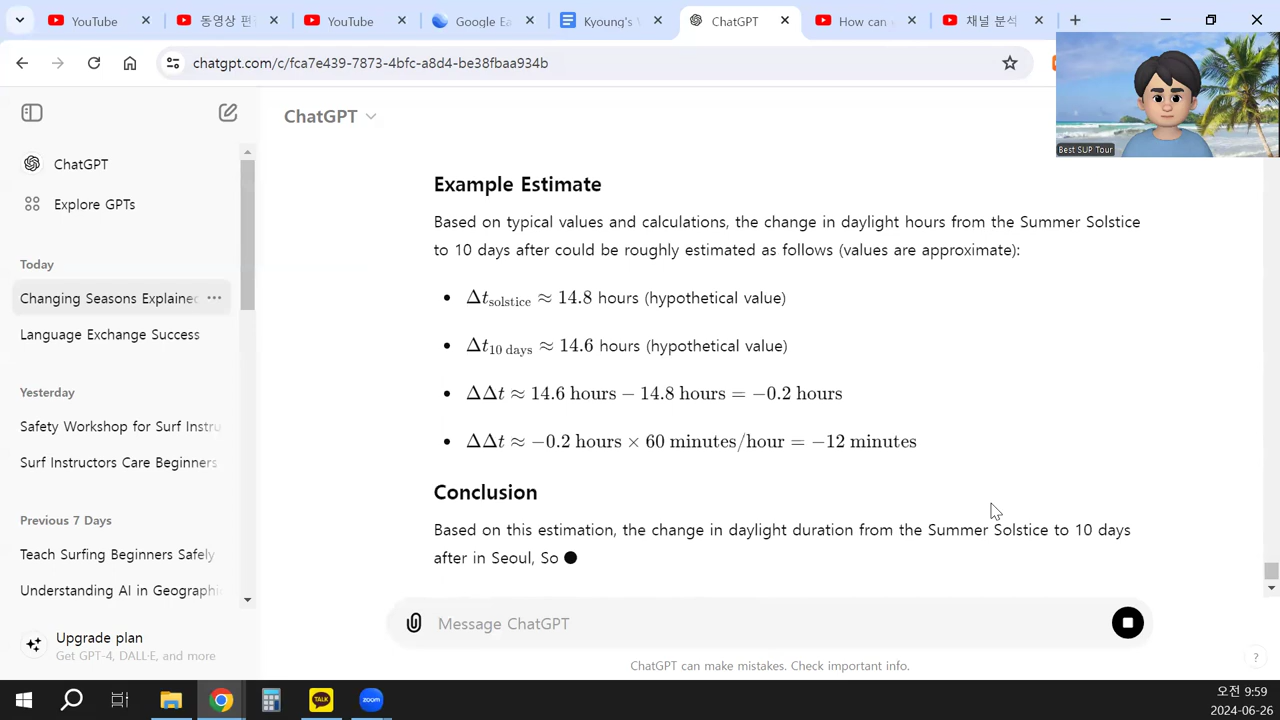 YouTube
동영상 편
YouTube
Google Ea
Kyoung's V
ChatGPT
How can
채널 분석
chatgpt.com/c/fca7e439-7873-4bfc-a8d4-be38fbaa934b
Best SUP Tour
ChatGPT
ChatGPT
Explore GPTs
Today
Changing Seasons Explained
Language Exchange Success
Yesterday
Safety Workshop for Surf Instru
Surf Instructors Care Beginners
Previous 7 Days
Teach Surfing Beginners Safely
Understanding AI in Geographi
Upgrade plan
Get GPT-4, DALL·E, and more
Example Estimate
Based on typical values and calculations, the change in daylight hours from the Summer Solstice
to 10 days after could be roughly estimated as follows (values are approximate):
• Δt_solstice ≈ 14.8 hours (hypothetical value)
• Δt_10 days ≈ 14.6 hours (hypothetical value)
• ΔΔt ≈ 14.6 hours − 14.8 hours = −0.2 hours
• ΔΔt ≈ −0.2 hours × 60 minutes/hour = −12 minutes
Conclusion
Based on this estimation, the change in daylight duration from the Summer Solstice to 10 days
after in Seoul, So
Message ChatGPT
ChatGPT can make mistakes. Check important info.
?
TALK
zoom
오전 9:59
2024-06-26